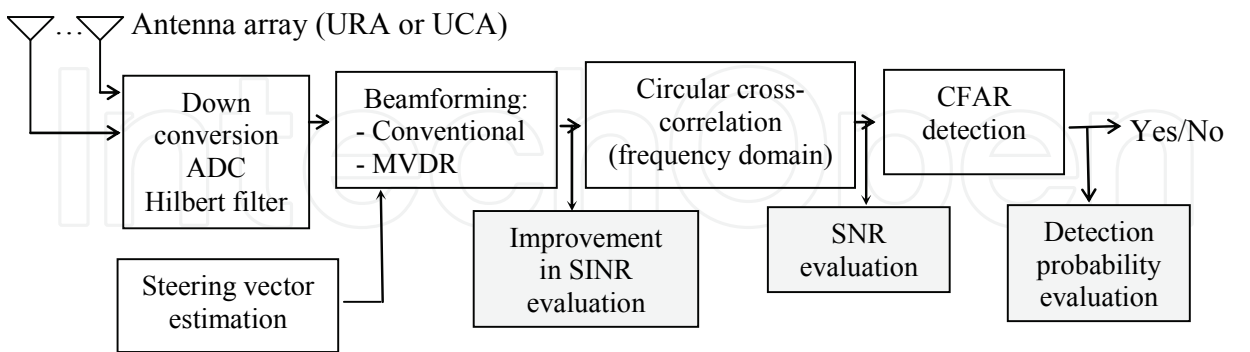 … Antenna array (URA or UCA)
Down
conversion
ADC
Hilbert filter
Beamforming:
- Conventional
- MVDR
Circular cross-
correlation
(frequency domain)
CFAR
detection
Yes/No
Steering vector
estimation
Improvement
in SINR
evaluation
SNR
evaluation
Detection
probability
evaluation
IntechOpen